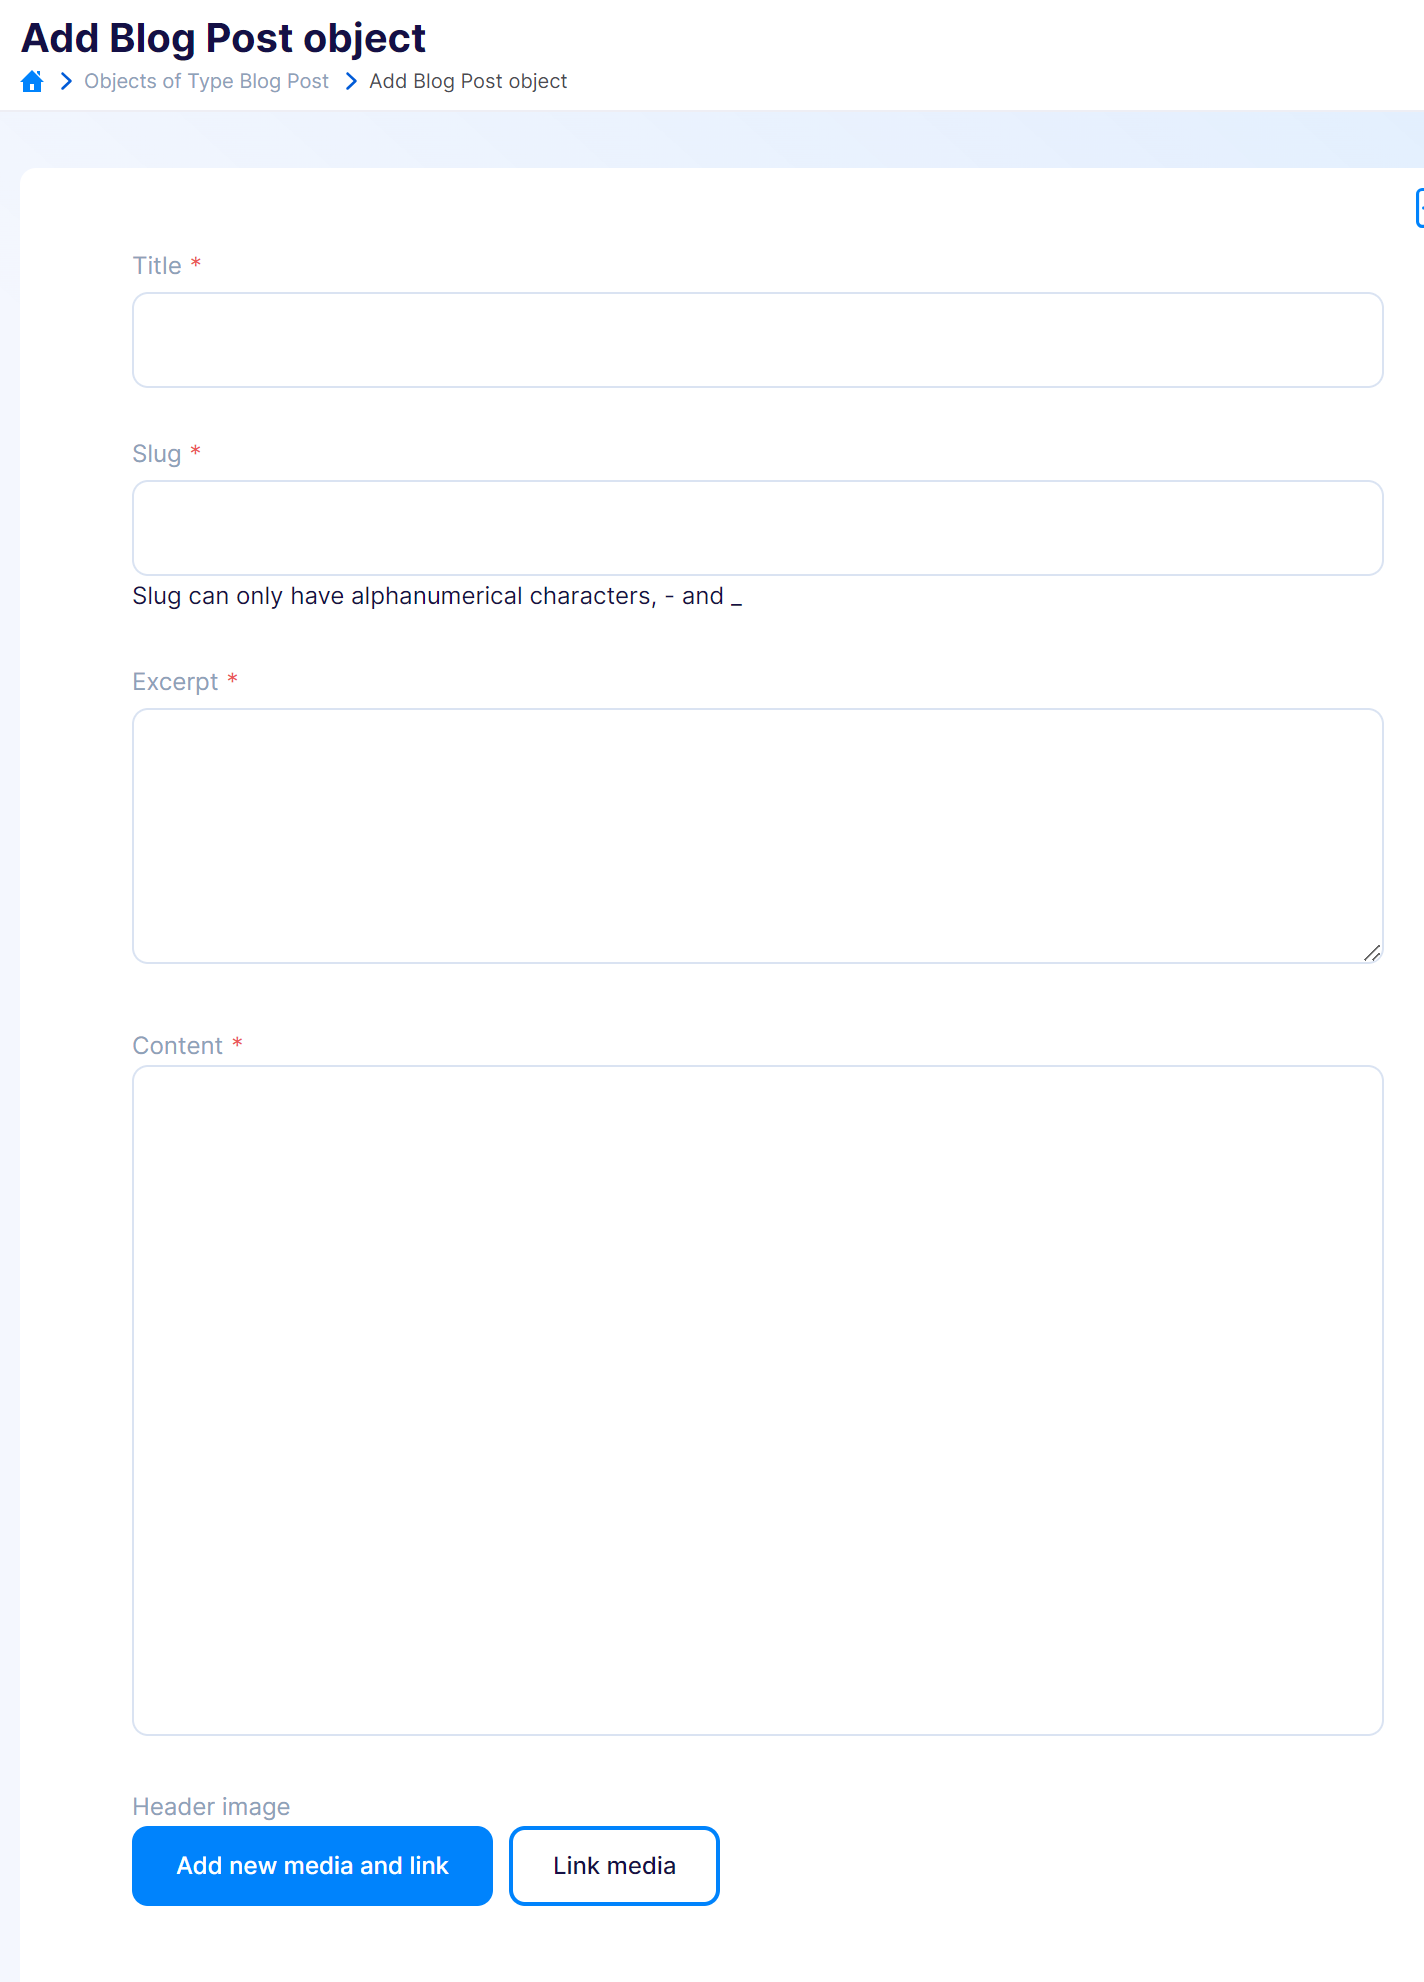 Add Blog Post object
Objects of Type Blog Post Add Blog Post object
Title *
Slug *
Slug can only have alphanumerical characters, - and _
Excerpt *
Content *
Header image
Add new media and link Link media